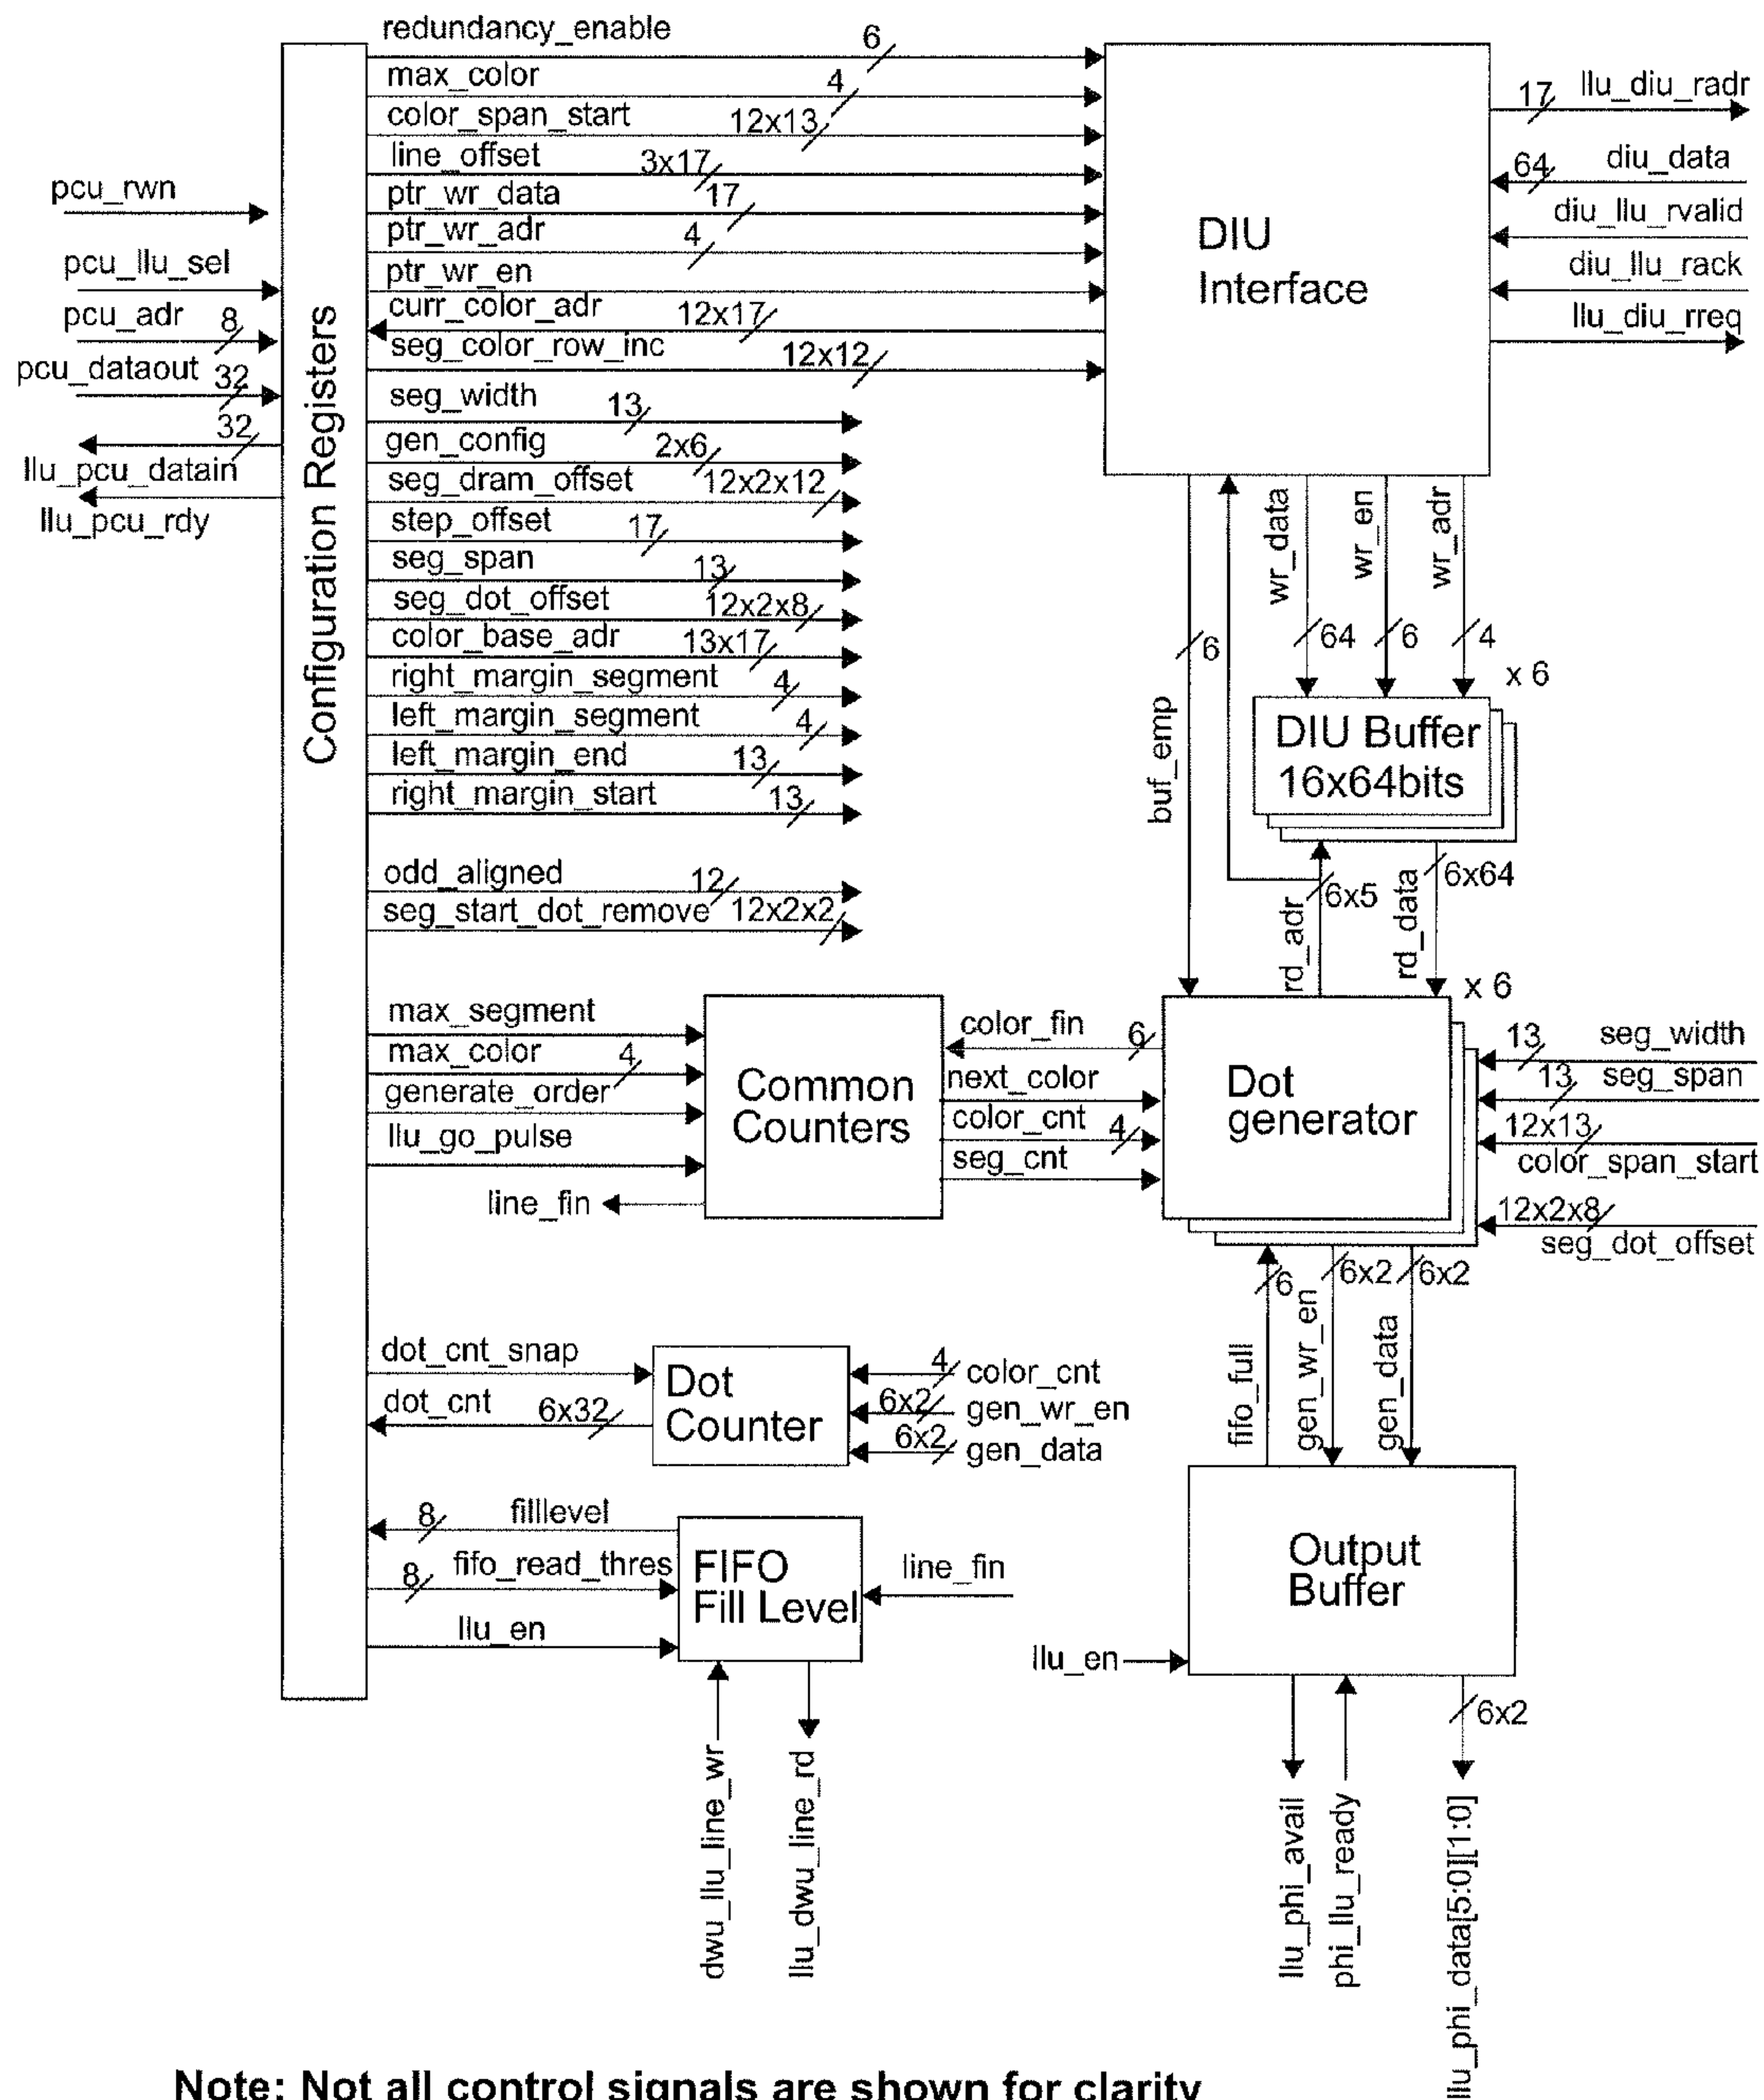 redundancy_enable 6
max_color 4
color_span_start 12x13
line_offset 3x17
ptr_wr_data 17
ptr_wr_adr 4
ptr_wr_en
curr_color_adr 12x17
seg_color_row_inc 12x12
seg_width 13
gen_config 2x6
seg_dram_offset 12x2x12
step_offset 17
seg_span 13
seg_dot_offset 12x2x8
color_base_adr 13x17
right_margin_segment 4
left_margin_segment 4
left_margin_end 13
right_margin_start 13
odd_aligned 12
seg_start_dot_remove 12x2x2
pcu_rwn
pcu_llu_sel
pcu_adr 8
pcu_dataout 32
32
llu_pcu_datain
llu_pcu_rdy
Configuration Registers
DIU
Interface
17 llu_diu_radr
64 diu_data
diu_llu_rvalid
diu_llu_rack
llu_diu_rreq
buf_emp 6
wr_data 64
wr_en 6
wr_adr 4
x 6
DIU Buffer
16x64bits
rd_adr 6x5
rd_data 6x64
x 6
max_segment
max_color 4
generate_order
llu_go_pulse
line_fin
Common
Counters
color_fin 6
next_color
color_cnt 4
seg_cnt
Dot
generator
13 seg_width
13 seg_span
12x13
color_span_start
12x2x8
seg_dot_offset
fifo_full 6
gen_wr_en 6x2
gen_data 6x2
dot_cnt_snap
dot_cnt 6x32
Dot
Counter
4 color_cnt
6x2 gen_wr_en
6x2 gen_data
8 filllevel
8 fifo_read_thres
llu_en
FIFO
Fill Level
line_fin
dwu_llu_line_wr
llu_dwu_line_rd
Output
Buffer
llu_en
llu_phi_avail
phi_llu_ready
6x2
llu_phi_data[5:0][1:0]
Note: Not all control signals are shown for clarity